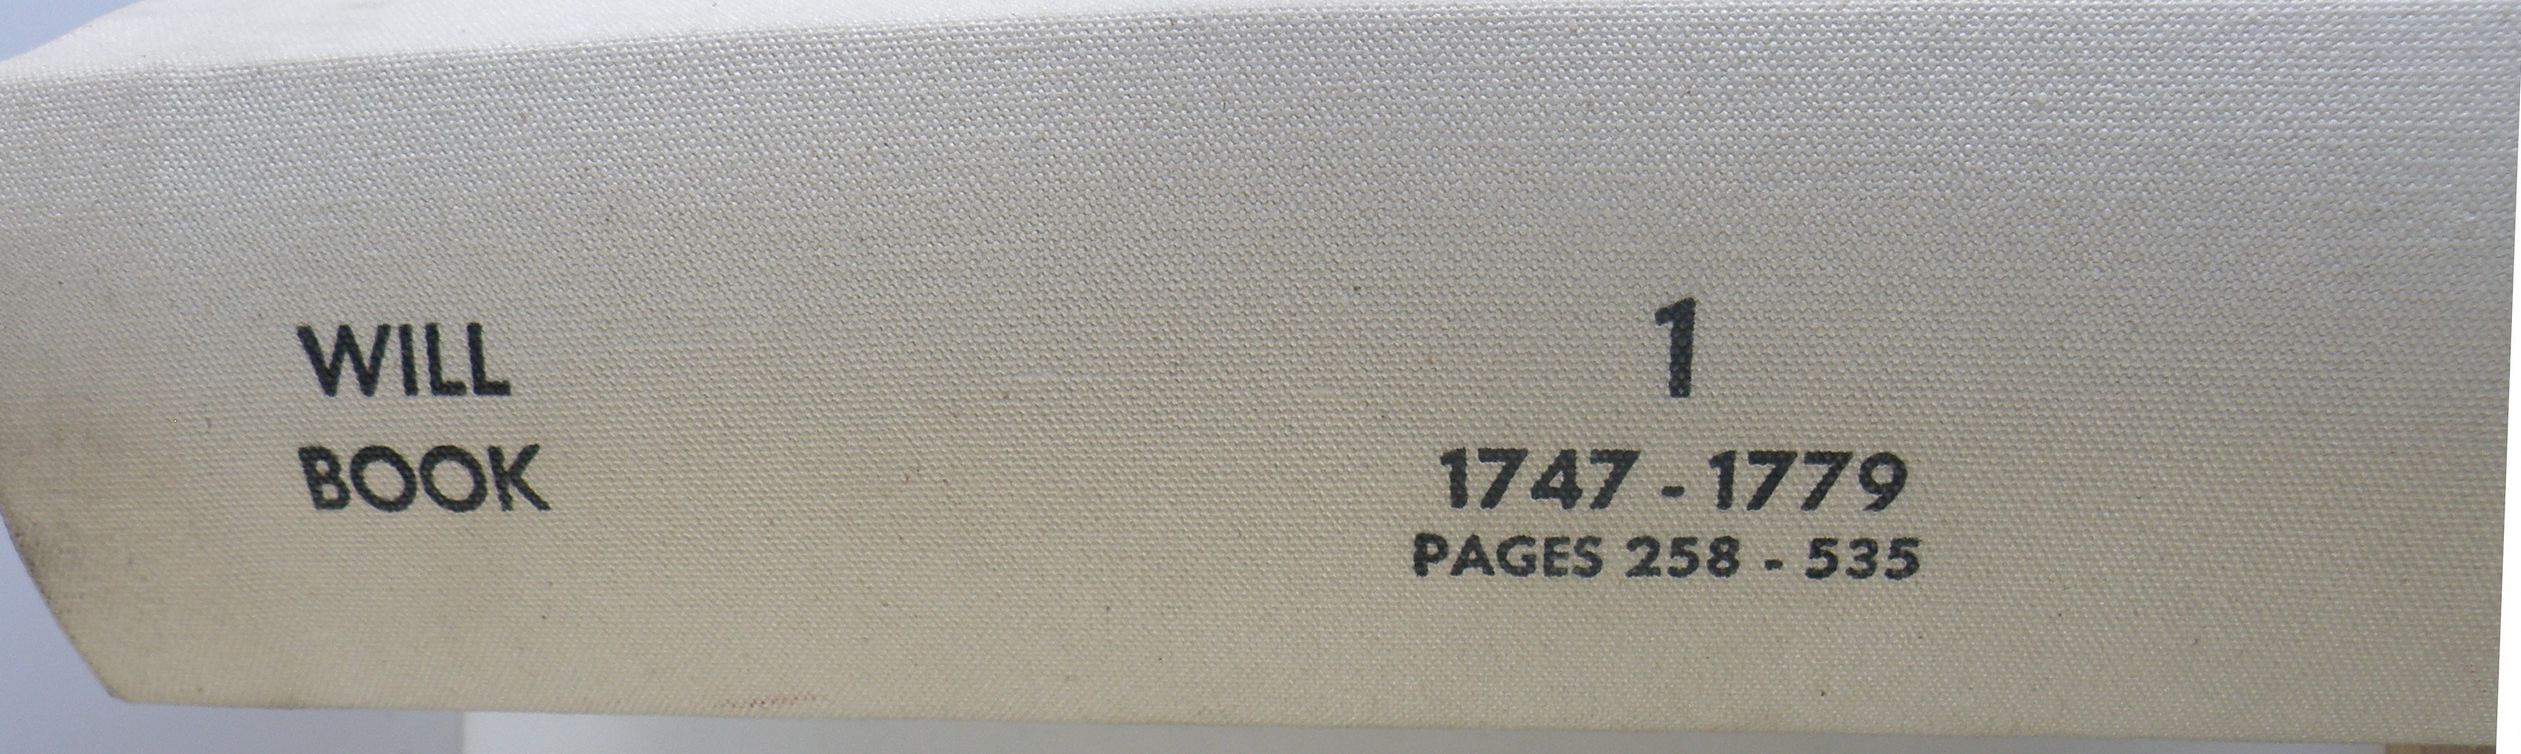 WILL
BOOK
1
1747 - 1779
PAGES 258 - 535